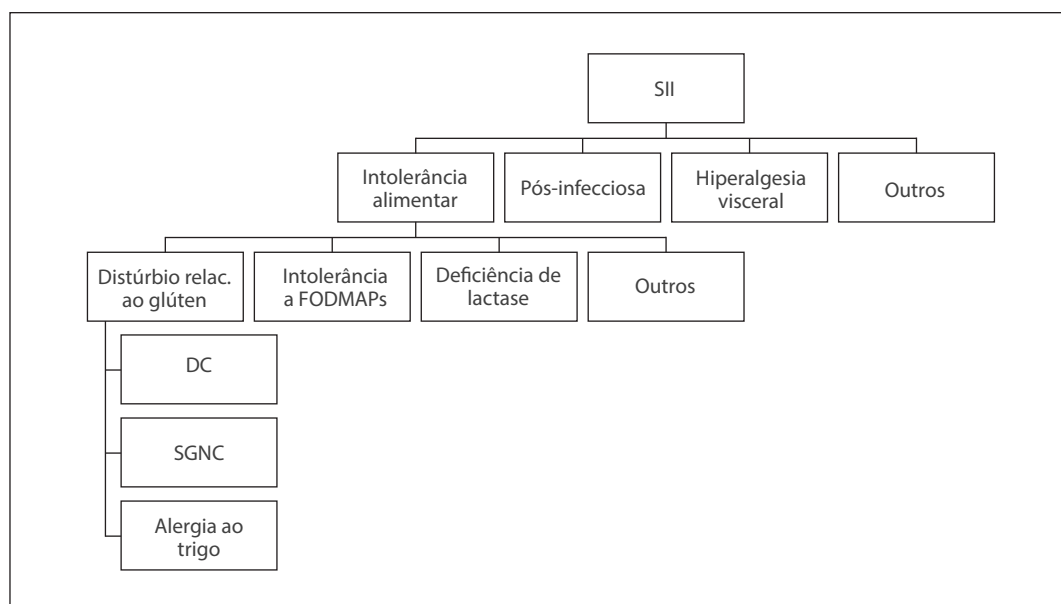 SII
Intolerância
alimentar
Pós-infecciosa
Hiperalgesia
visceral
Outros
Distúrbio relac.
ao glúten
Intolerância
a FODMAPs
Deficiência de
lactase
Outros
DC
SGNC
Alergia ao
trigo